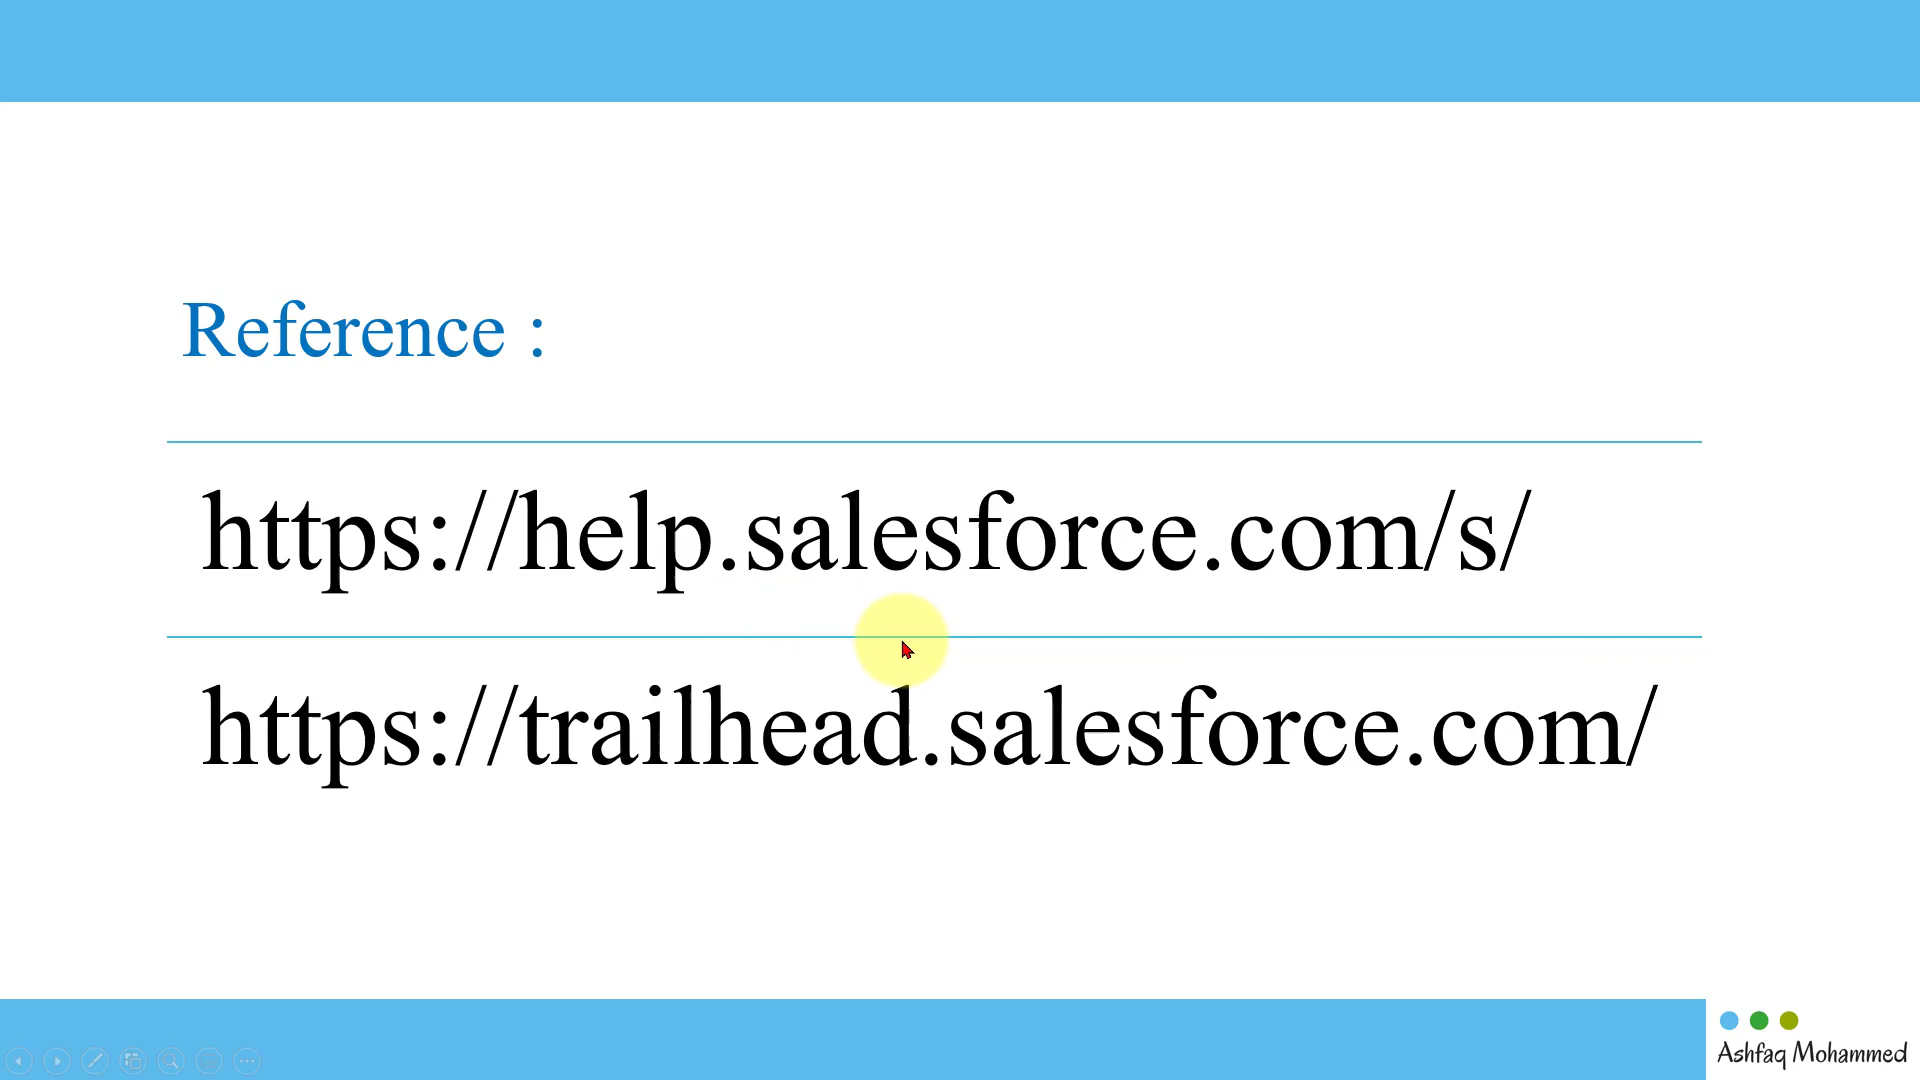 Reference :
https://help.salesforce.com/s/
https://trailhead.salesforce.com/
Ashfaq Mohammed